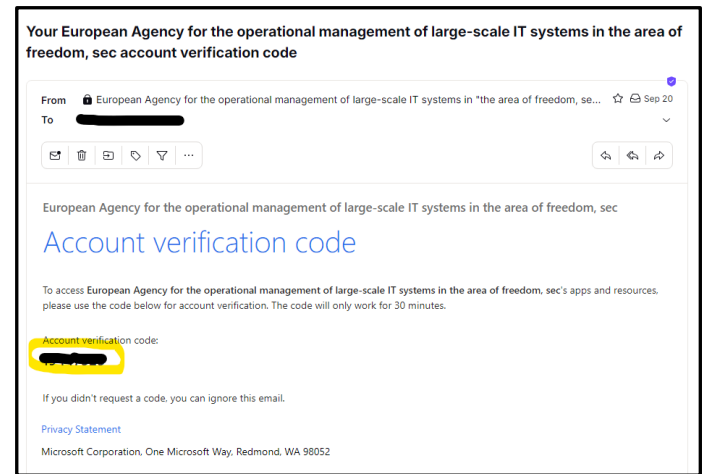 Your European Agency for the operational management of large-scale IT systems in the area of
freedom, sec account verification code
From European Agency for the operational management of large-scale IT systems in "the area of freedom, se... Sep 20
To
European Agency for the operational management of large-scale IT systems in the area of freedom, sec
Account verification code
To access European Agency for the operational management of large-scale IT systems in the area of freedom, sec's apps and resources,
please use the code below for account verification. The code will only work for 30 minutes.
Account verification code:
If you didn't request a code, you can ignore this email.
Privacy Statement
Microsoft Corporation, One Microsoft Way, Redmond, WA 98052